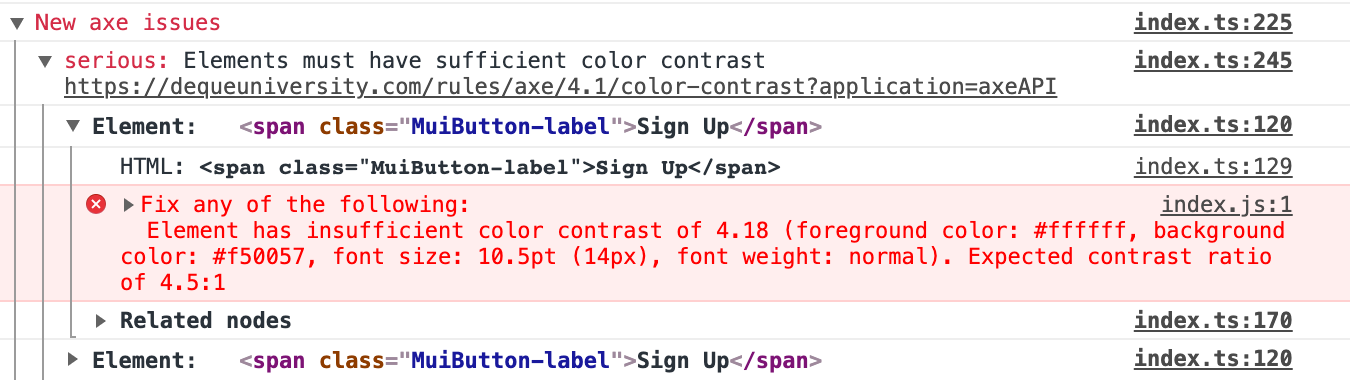 ▼ New axe issues index.ts:225
▼ serious: Elements must have sufficient color contrast index.ts:245
https://dequeuniversity.com/rules/axe/4.1/color-contrast?application=axeAPI
▼ Element: <span class="MuiButton-label">Sign Up</span> index.ts:120
HTML: <span class="MuiButton-label">Sign Up</span> index.ts:129
▶ Fix any of the following: index.js:1
Element has insufficient color contrast of 4.18 (foreground color: #ffffff, background
color: #f50057, font size: 10.5pt (14px), font weight: normal). Expected contrast ratio
of 4.5:1
▶ Related nodes index.ts:170
▶ Element: <span class="MuiButton-label">Sign Up</span> index.ts:120